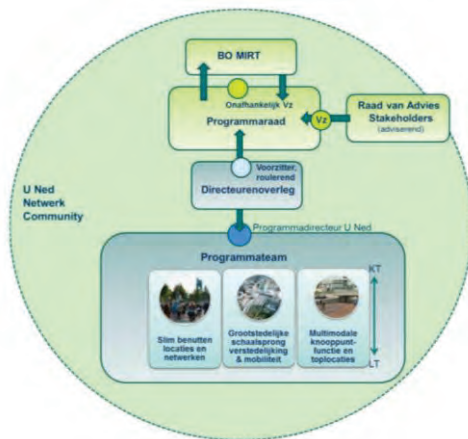 BO MIRT
Onafhankelijk Vz
Programmaraad
Vz
Raad van Advies
Stakeholders
(adviserend)
U Ned
Netwerk
Community
Voorzitter,
roulerend
Directeurenoverleg
Programmadirecteur U Ned
Programmateam
KT
Slim benutten
locaties en
netwerken
Grootstedelijke
schaalsprong
verstedelijking
& mobiliteit
Multimodale
knooppunt-
functie en
toplocaties
LT